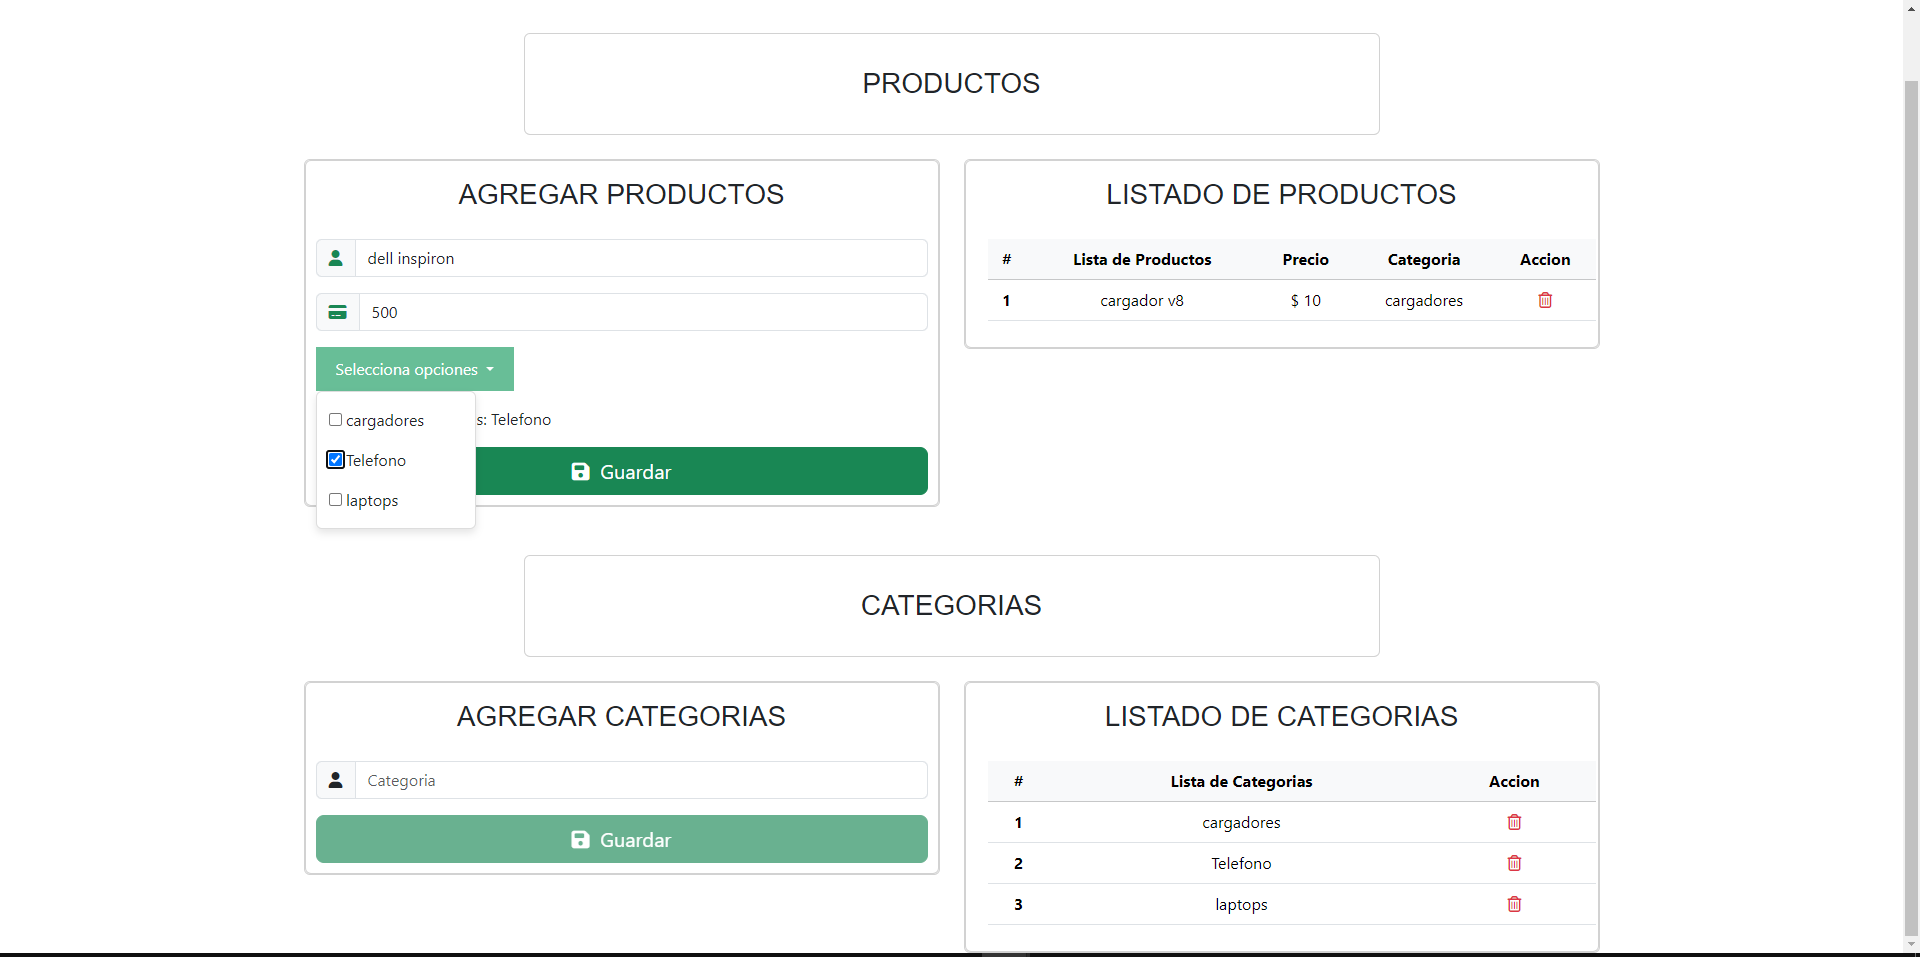 PRODUCTOS
AGREGAR PRODUCTOS
dell inspiron
500
Selecciona opciones
cargadores
s: Telefono
Telefono
laptops
Guardar
LISTADO DE PRODUCTOS
# Lista de Productos Precio Categoria Accion
1 cargador v8 $ 10 cargadores
CATEGORIAS
AGREGAR CATEGORIAS
Categoria
Guardar
LISTADO DE CATEGORIAS
# Lista de Categorias Accion
1 cargadores
2 Telefono
3 laptops